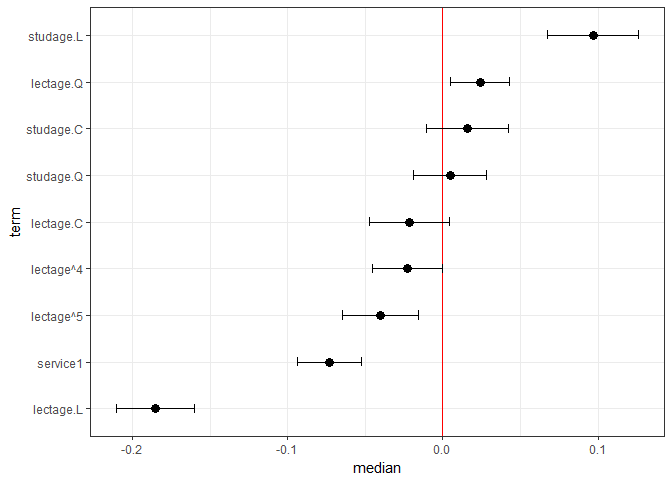 studage.L
lectage.Q
studage.C
studage.Q
lectage.C
lectage^4
lectage^5
service1
lectage.L
term
-0.2 -0.1 0.0 0.1
median